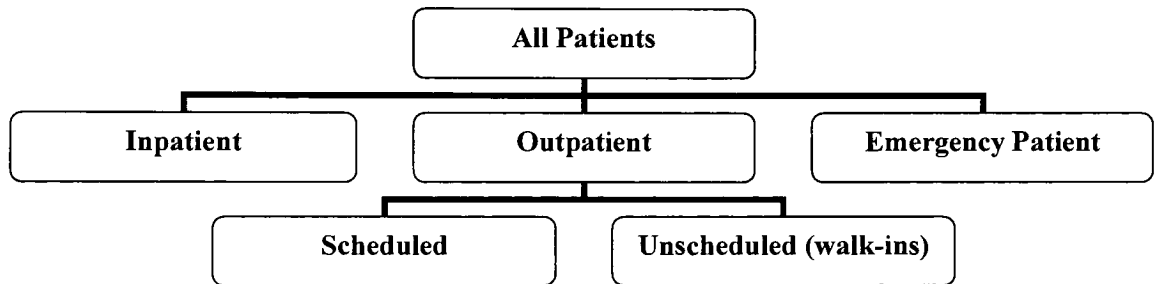 All Patients
Inpatient
Outpatient
Emergency Patient
Scheduled
Unscheduled (walk-ins)